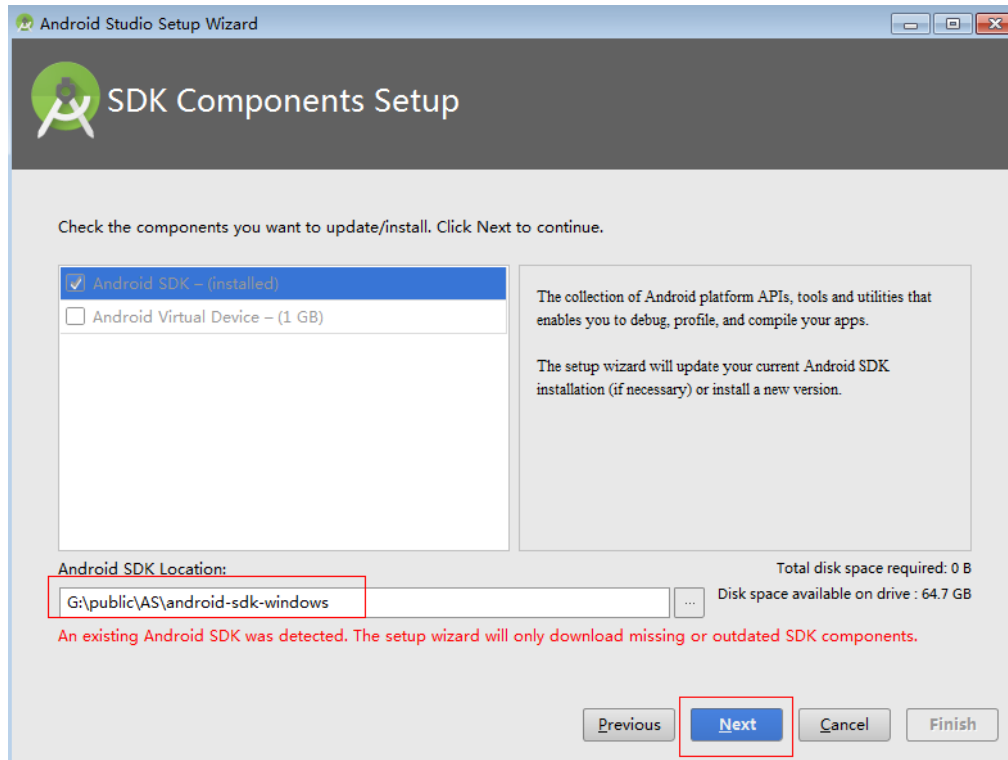 Android Studio Setup Wizard
SDK Components Setup
Check the components you want to update/install. Click Next to continue.
Android SDK – (installed)
Android Virtual Device – (1 GB)
The collection of Android platform APIs, tools and utilities that
enables you to debug, profile, and compile your apps.
The setup wizard will update your current Android SDK
installation (if necessary) or install a new version.
Android SDK Location:
Total disk space required: 0 B
G:\public\AS\android-sdk-windows
...
Disk space available on drive : 64.7 GB
An existing Android SDK was detected. The setup wizard will only download missing or outdated SDK components.
Previous
Next
Cancel
Finish